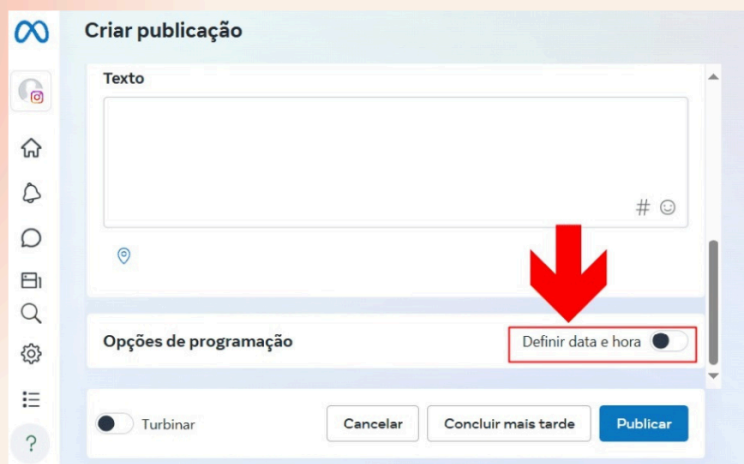 Criar publicação
Texto
#
Opções de programação
Definir data e hora
Turbinar
Cancelar
Concluir mais tarde
Publicar
?